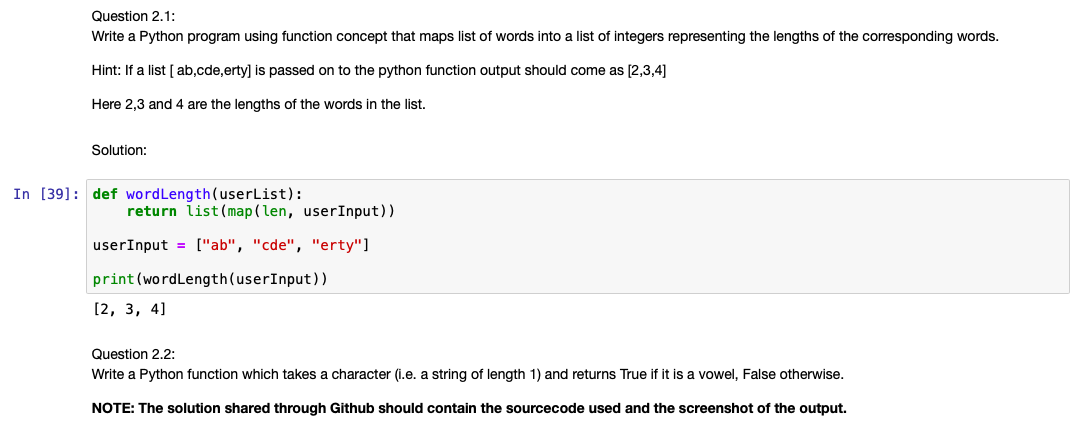 Question 2.1:
Write a Python program using function concept that maps list of words into a list of integers representing the lengths of the corresponding words.
Hint: If a list [ ab,cde,erty] is passed on to the python function output should come as [2,3,4]
Here 2,3 and 4 are the lengths of the words in the list.
Solution:
In [39]: def wordLength(userList):
    return list(map(len, userInput))
userInput = ["ab", "cde", "erty"]
print(wordLength(userInput))
[2, 3, 4]
Question 2.2:
Write a Python function which takes a character (i.e. a string of length 1) and returns True if it is a vowel, False otherwise.
NOTE: The solution shared through Github should contain the sourcecode used and the screenshot of the output.